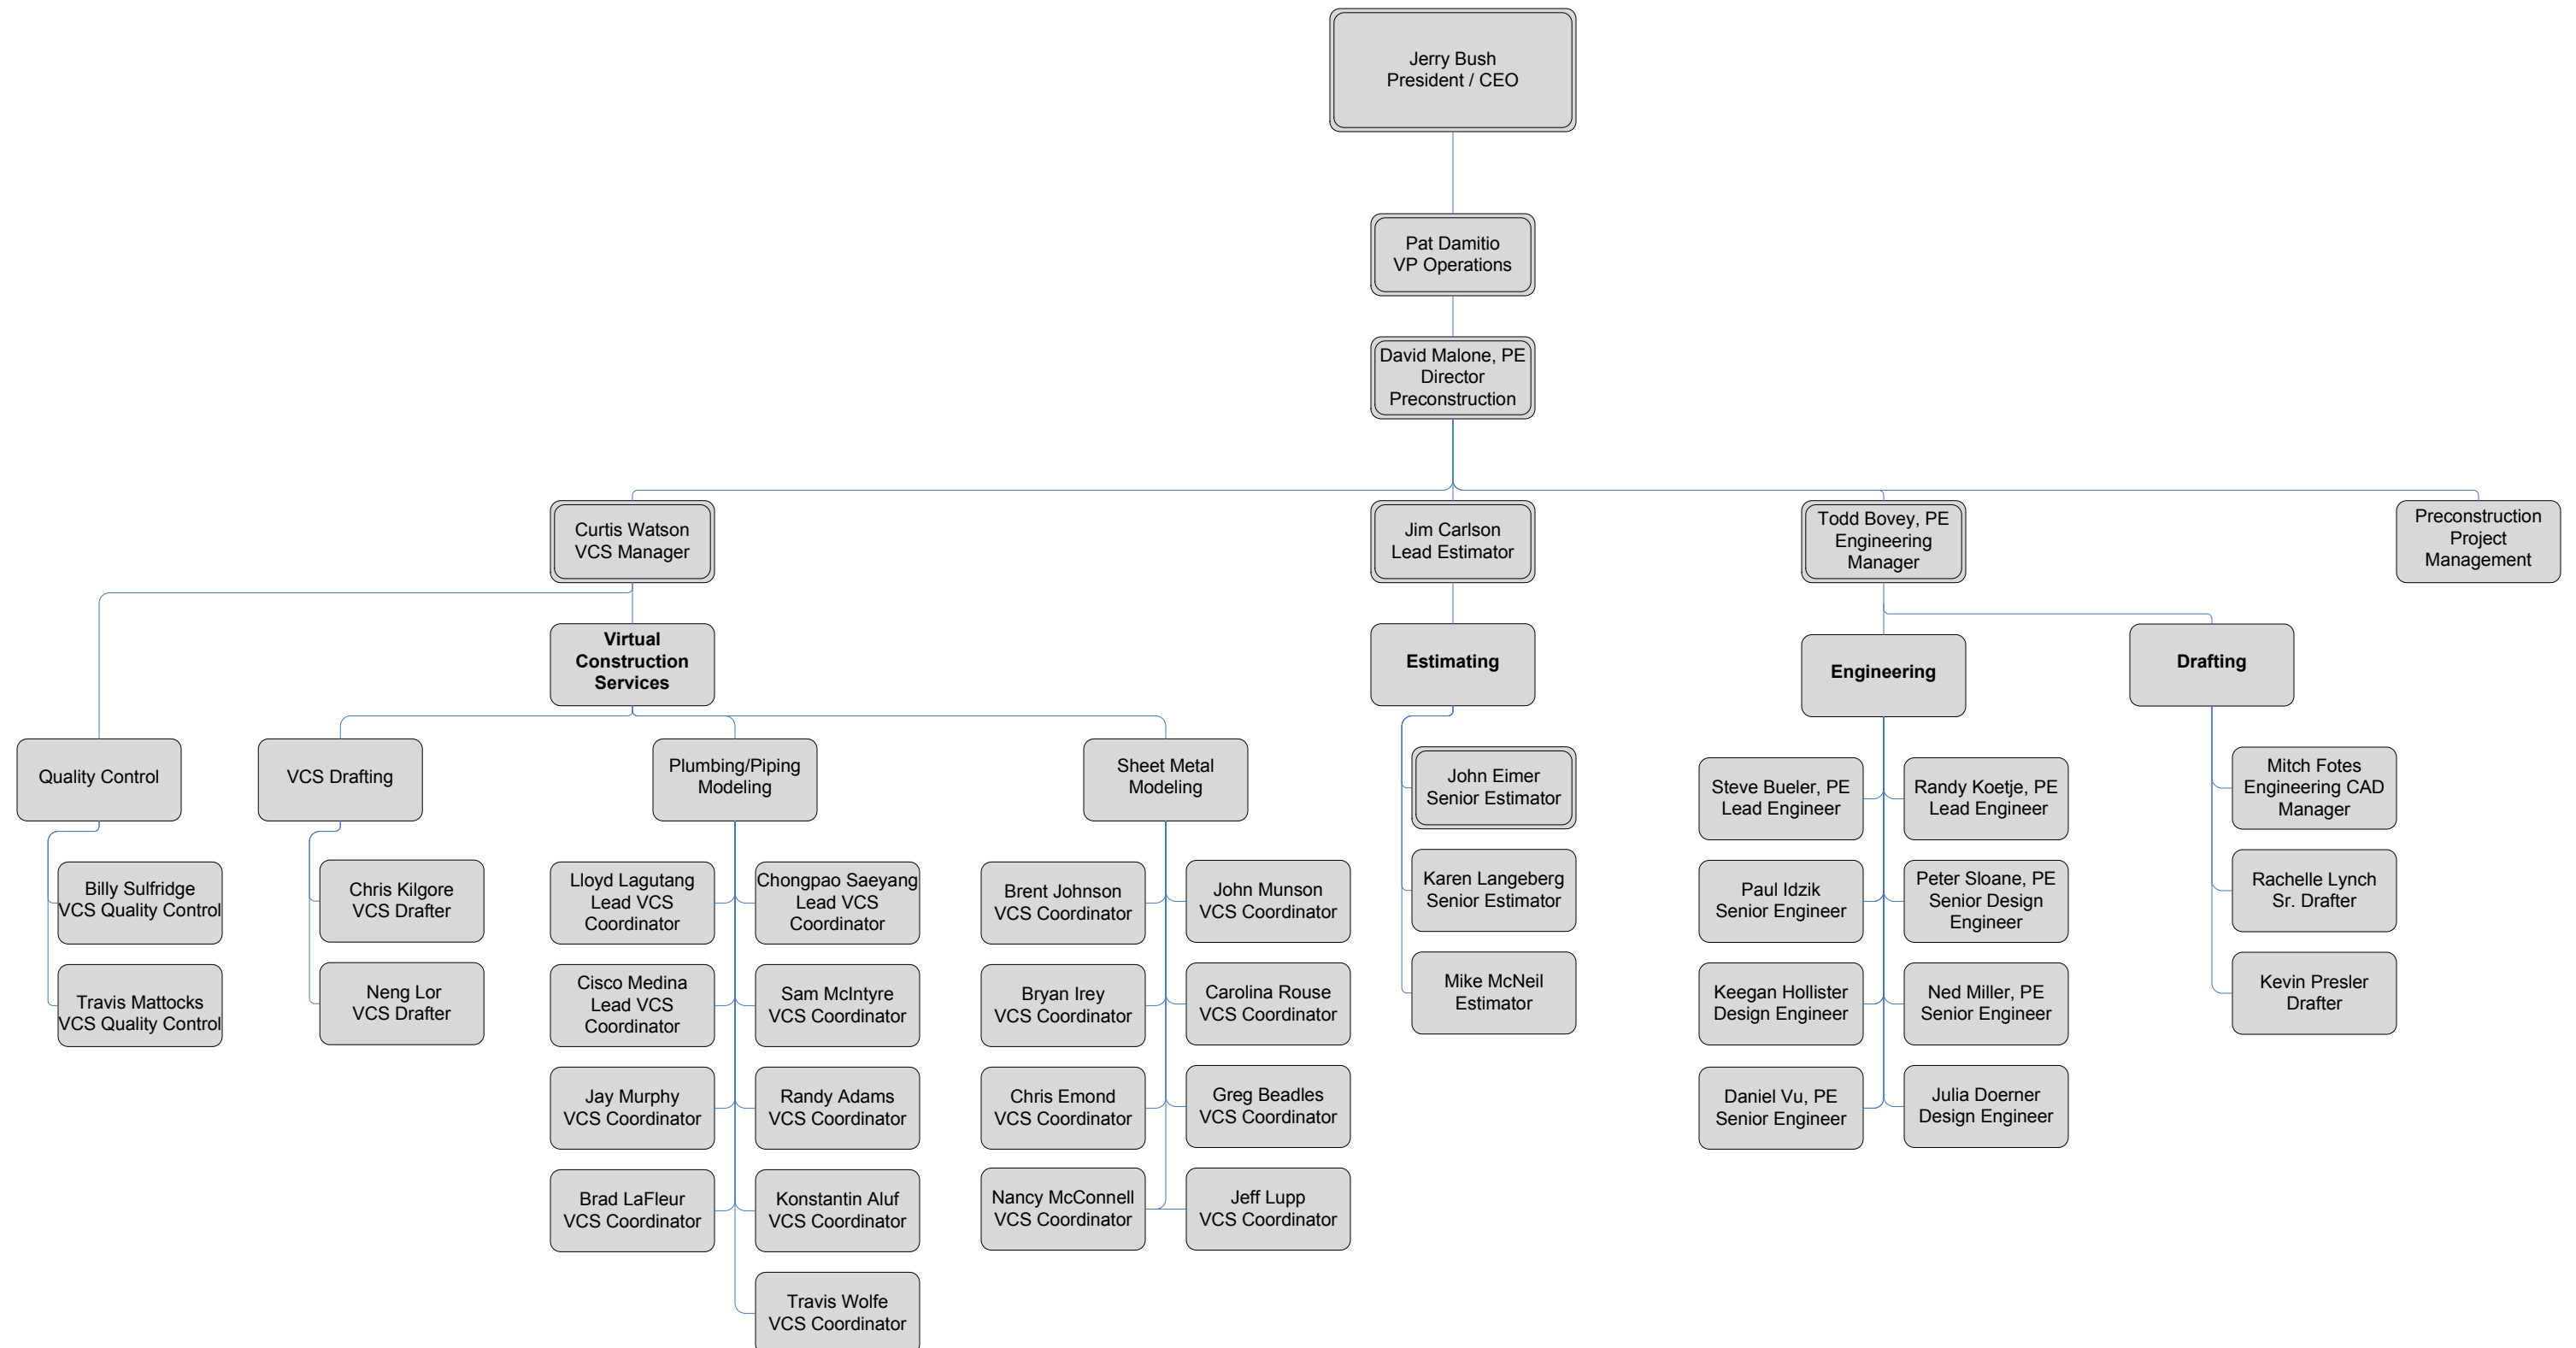 Jerry Bush
President / CEO
Pat Damitio
VP Operations
David Malone, PE
Director
Preconstruction
Curtis Watson
VCS Manager
Jim Carlson
Lead Estimator
Todd Bovey, PE
Engineering
Manager
Preconstruction
Project
Management
Virtual
Construction
Services
Estimating
Engineering
Drafting
Quality Control
VCS Drafting
Plumbing/Piping
Modeling
Sheet Metal
Modeling
Billy Sulfridge
VCS Quality Control
Travis Mattocks
VCS Quality Control
Chris Kilgore
VCS Drafter
Neng Lor
VCS Drafter
Lloyd Lagutang
Lead VCS
Coordinator
Chongpao Saeyang
Lead VCS
Coordinator
Cisco Medina
Lead VCS
Coordinator
Sam McIntyre
VCS Coordinator
Jay Murphy
VCS Coordinator
Randy Adams
VCS Coordinator
Brad LaFleur
VCS Coordinator
Konstantin Aluf
VCS Coordinator
Travis Wolfe
VCS Coordinator
Brent Johnson
VCS Coordinator
John Munson
VCS Coordinator
Bryan Irey
VCS Coordinator
Carolina Rouse
VCS Coordinator
Chris Emond
VCS Coordinator
Greg Beadles
VCS Coordinator
Nancy McConnell
VCS Coordinator
Jeff Lupp
VCS Coordinator
John Eimer
Senior Estimator
Karen Langeberg
Senior Estimator
Mike McNeil
Estimator
Steve Bueler, PE
Lead Engineer
Randy Koetje, PE
Lead Engineer
Paul Idzik
Senior Engineer
Peter Sloane, PE
Senior Design
Engineer
Keegan Hollister
Design Engineer
Ned Miller, PE
Senior Engineer
Daniel Vu, PE
Senior Engineer
Julia Doerner
Design Engineer
Mitch Fotes
Engineering CAD
Manager
Rachelle Lynch
Sr. Drafter
Kevin Presler
Drafter